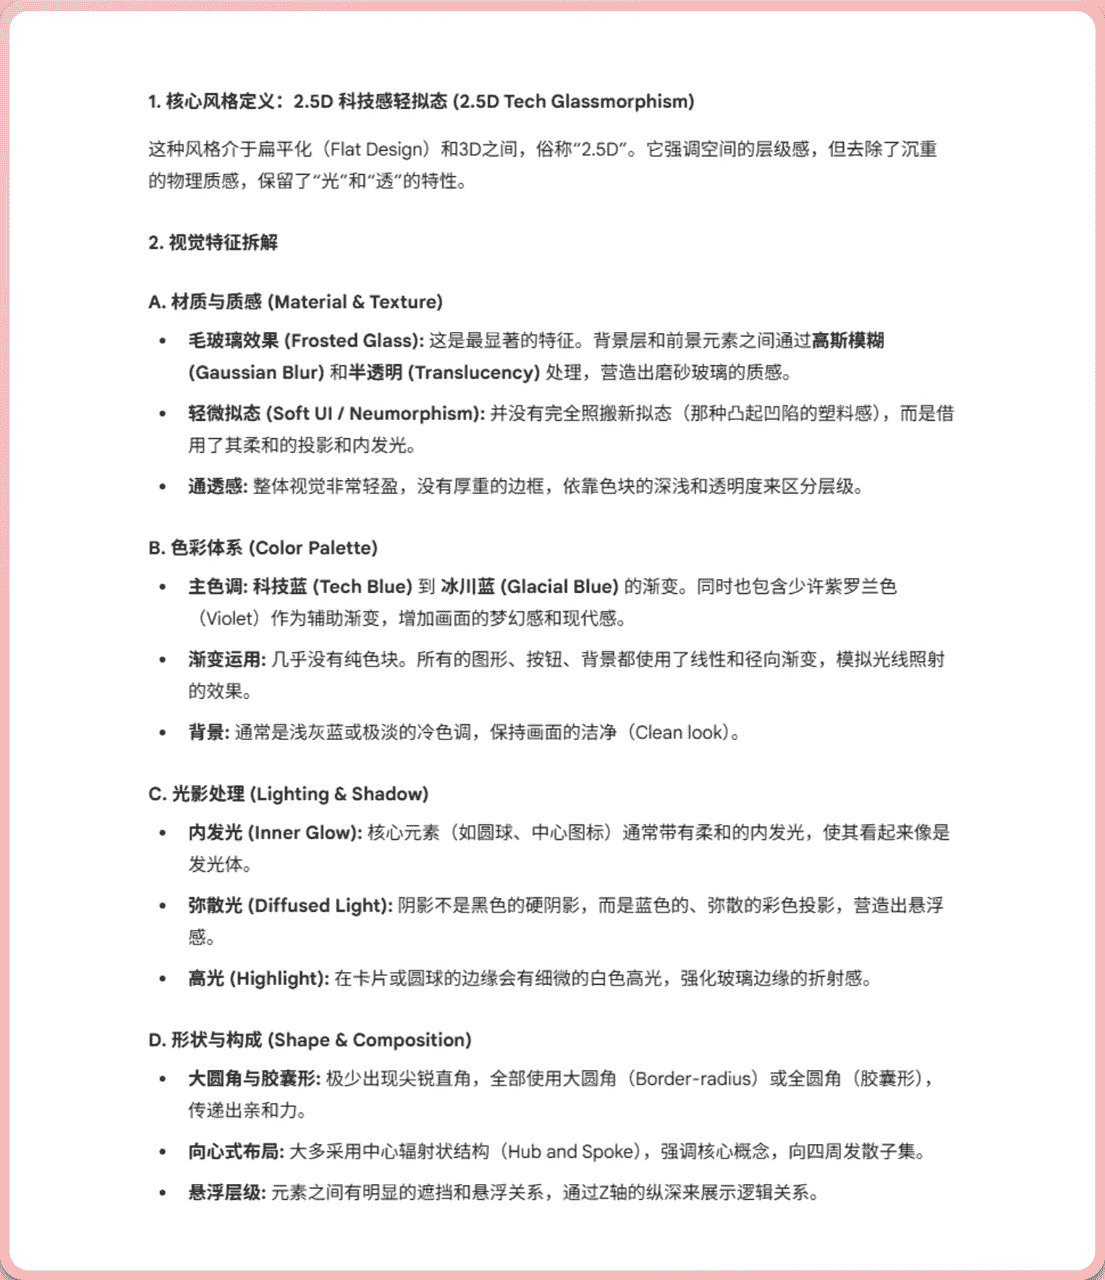 1. 核心风格定义：2.5D 科技感轻拟态 (2.5D Tech Glassmorphism)
这种风格介于扁平化（Flat Design）和3D之间，俗称“2.5D”。它强调空间的层级感，但去除了沉重
的物理质感，保留了“光”和“透”的特性。
2. 视觉特征拆解
A. 材质与质感 (Material & Texture)
• 毛玻璃效果 (Frosted Glass): 这是最显著的特征。背景层和前景元素之间通过高斯模糊
(Gaussian Blur) 和半透明 (Translucency) 处理，营造出磨砂玻璃的质感。
• 轻微拟态 (Soft UI / Neumorphism): 并没有完全照搬新拟态（那种凸起凹陷的塑料感），而是借
用了其柔和的投影和内发光。
• 通透感: 整体视觉非常轻盈，没有厚重的边框，依靠色块的深浅和透明度来区分层级。
B. 色彩体系 (Color Palette)
• 主色调: 科技蓝 (Tech Blue) 到 冰川蓝 (Glacial Blue) 的渐变。同时也包含少许紫罗兰色
（Violet）作为辅助渐变，增加画面的梦幻感和现代感。
• 渐变运用: 几乎没有纯色块。所有的图形、按钮、背景都使用了线性和径向渐变，模拟光线照射
的效果。
• 背景: 通常是浅灰蓝或极淡的冷色调，保持画面的洁净（Clean look）。
C. 光影处理 (Lighting & Shadow)
• 内发光 (Inner Glow): 核心元素（如圆球、中心图标）通常带有柔和的内发光，使其看起来像是
发光体。
• 弥散光 (Diffused Light): 阴影不是黑色的硬阴影，而是蓝色的、弥散的彩色投影，营造出悬浮
感。
• 高光 (Highlight): 在卡片或圆球的边缘会有细微的白色高光，强化玻璃边缘的折射感。
D. 形状与构成 (Shape & Composition)
• 大圆角与胶囊形: 极少出现尖锐直角，全部使用大圆角（Border-radius）或全圆角（胶囊形），
传递出亲和力。
• 向心式布局: 大多采用中心辐射状结构（Hub and Spoke），强调核心概念，向四周发散子集。
• 悬浮层级: 元素之间有明显的遮挡和悬浮关系，通过Z轴的纵深来展示逻辑关系。